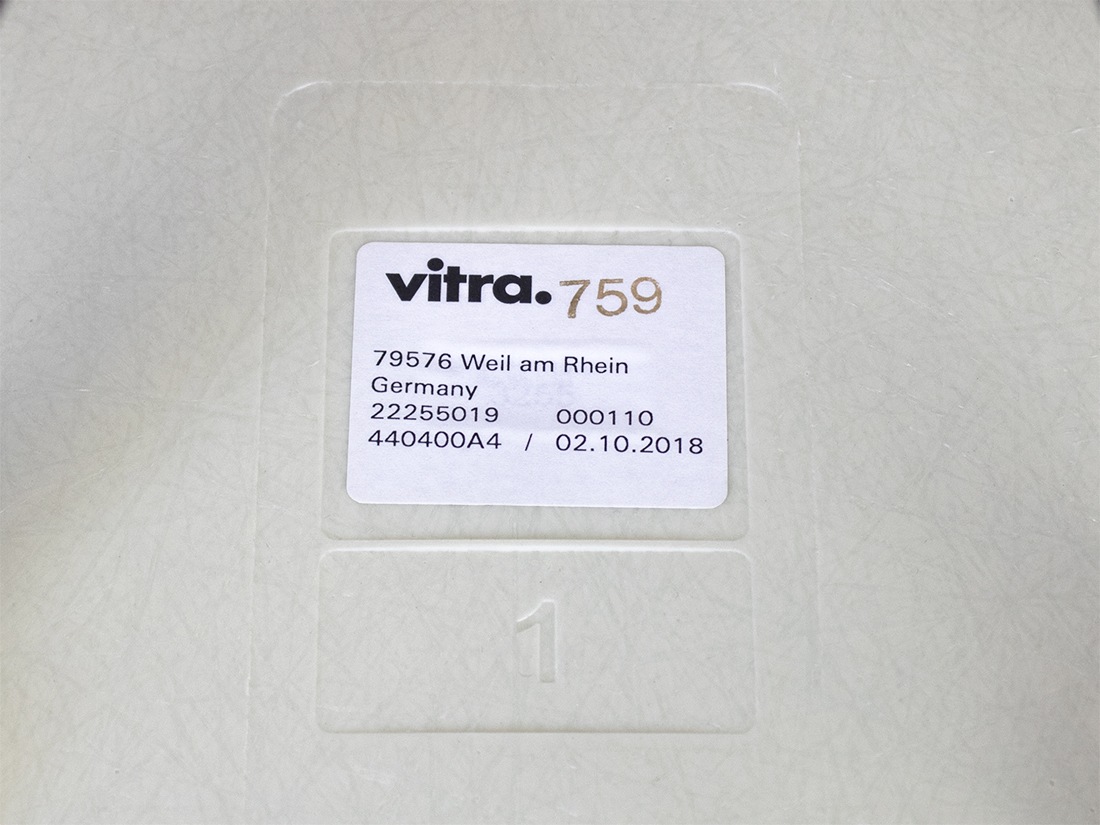 vitra. 759
79576 Weil am Rhein
Germany
22255019 000110
440400A4 / 02.10.2018
1